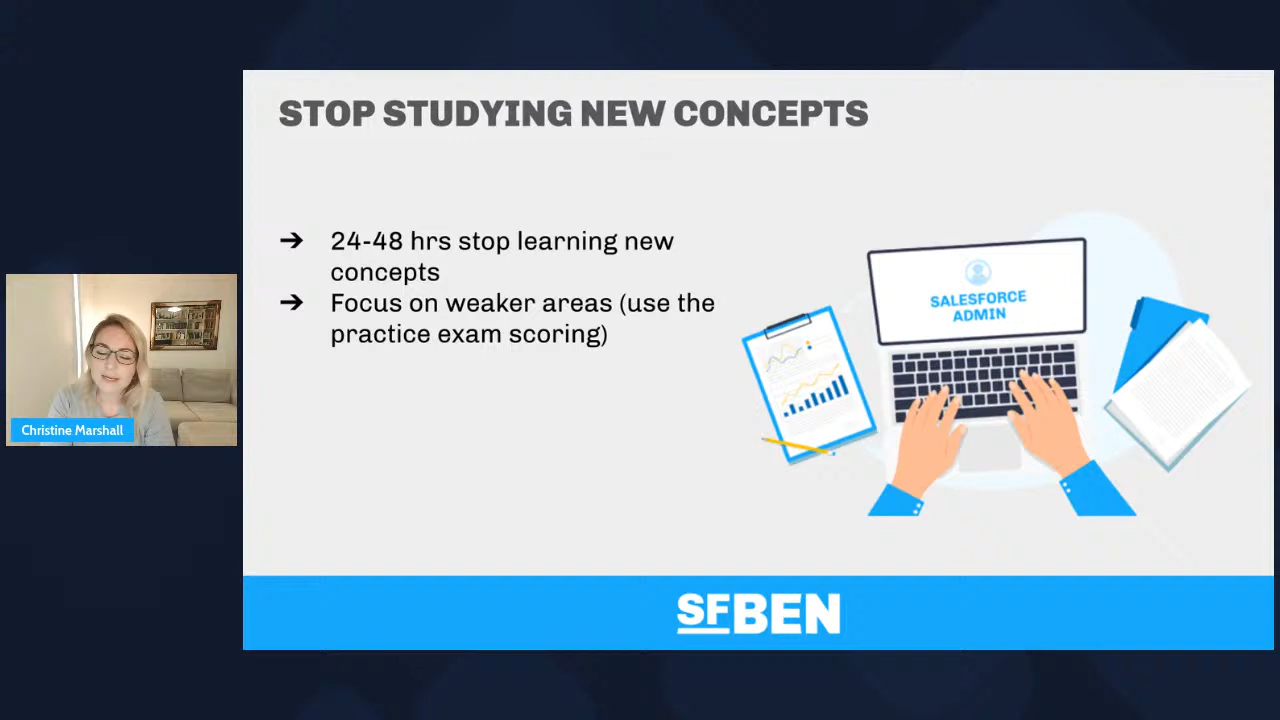 STOP STUDYING NEW CONCEPTS
➔ 24-48 hrs stop learning new
concepts
➔ Focus on weaker areas (use the
practice exam scoring)
SALESFORCE
ADMIN
Christine Marshall
SFBEN